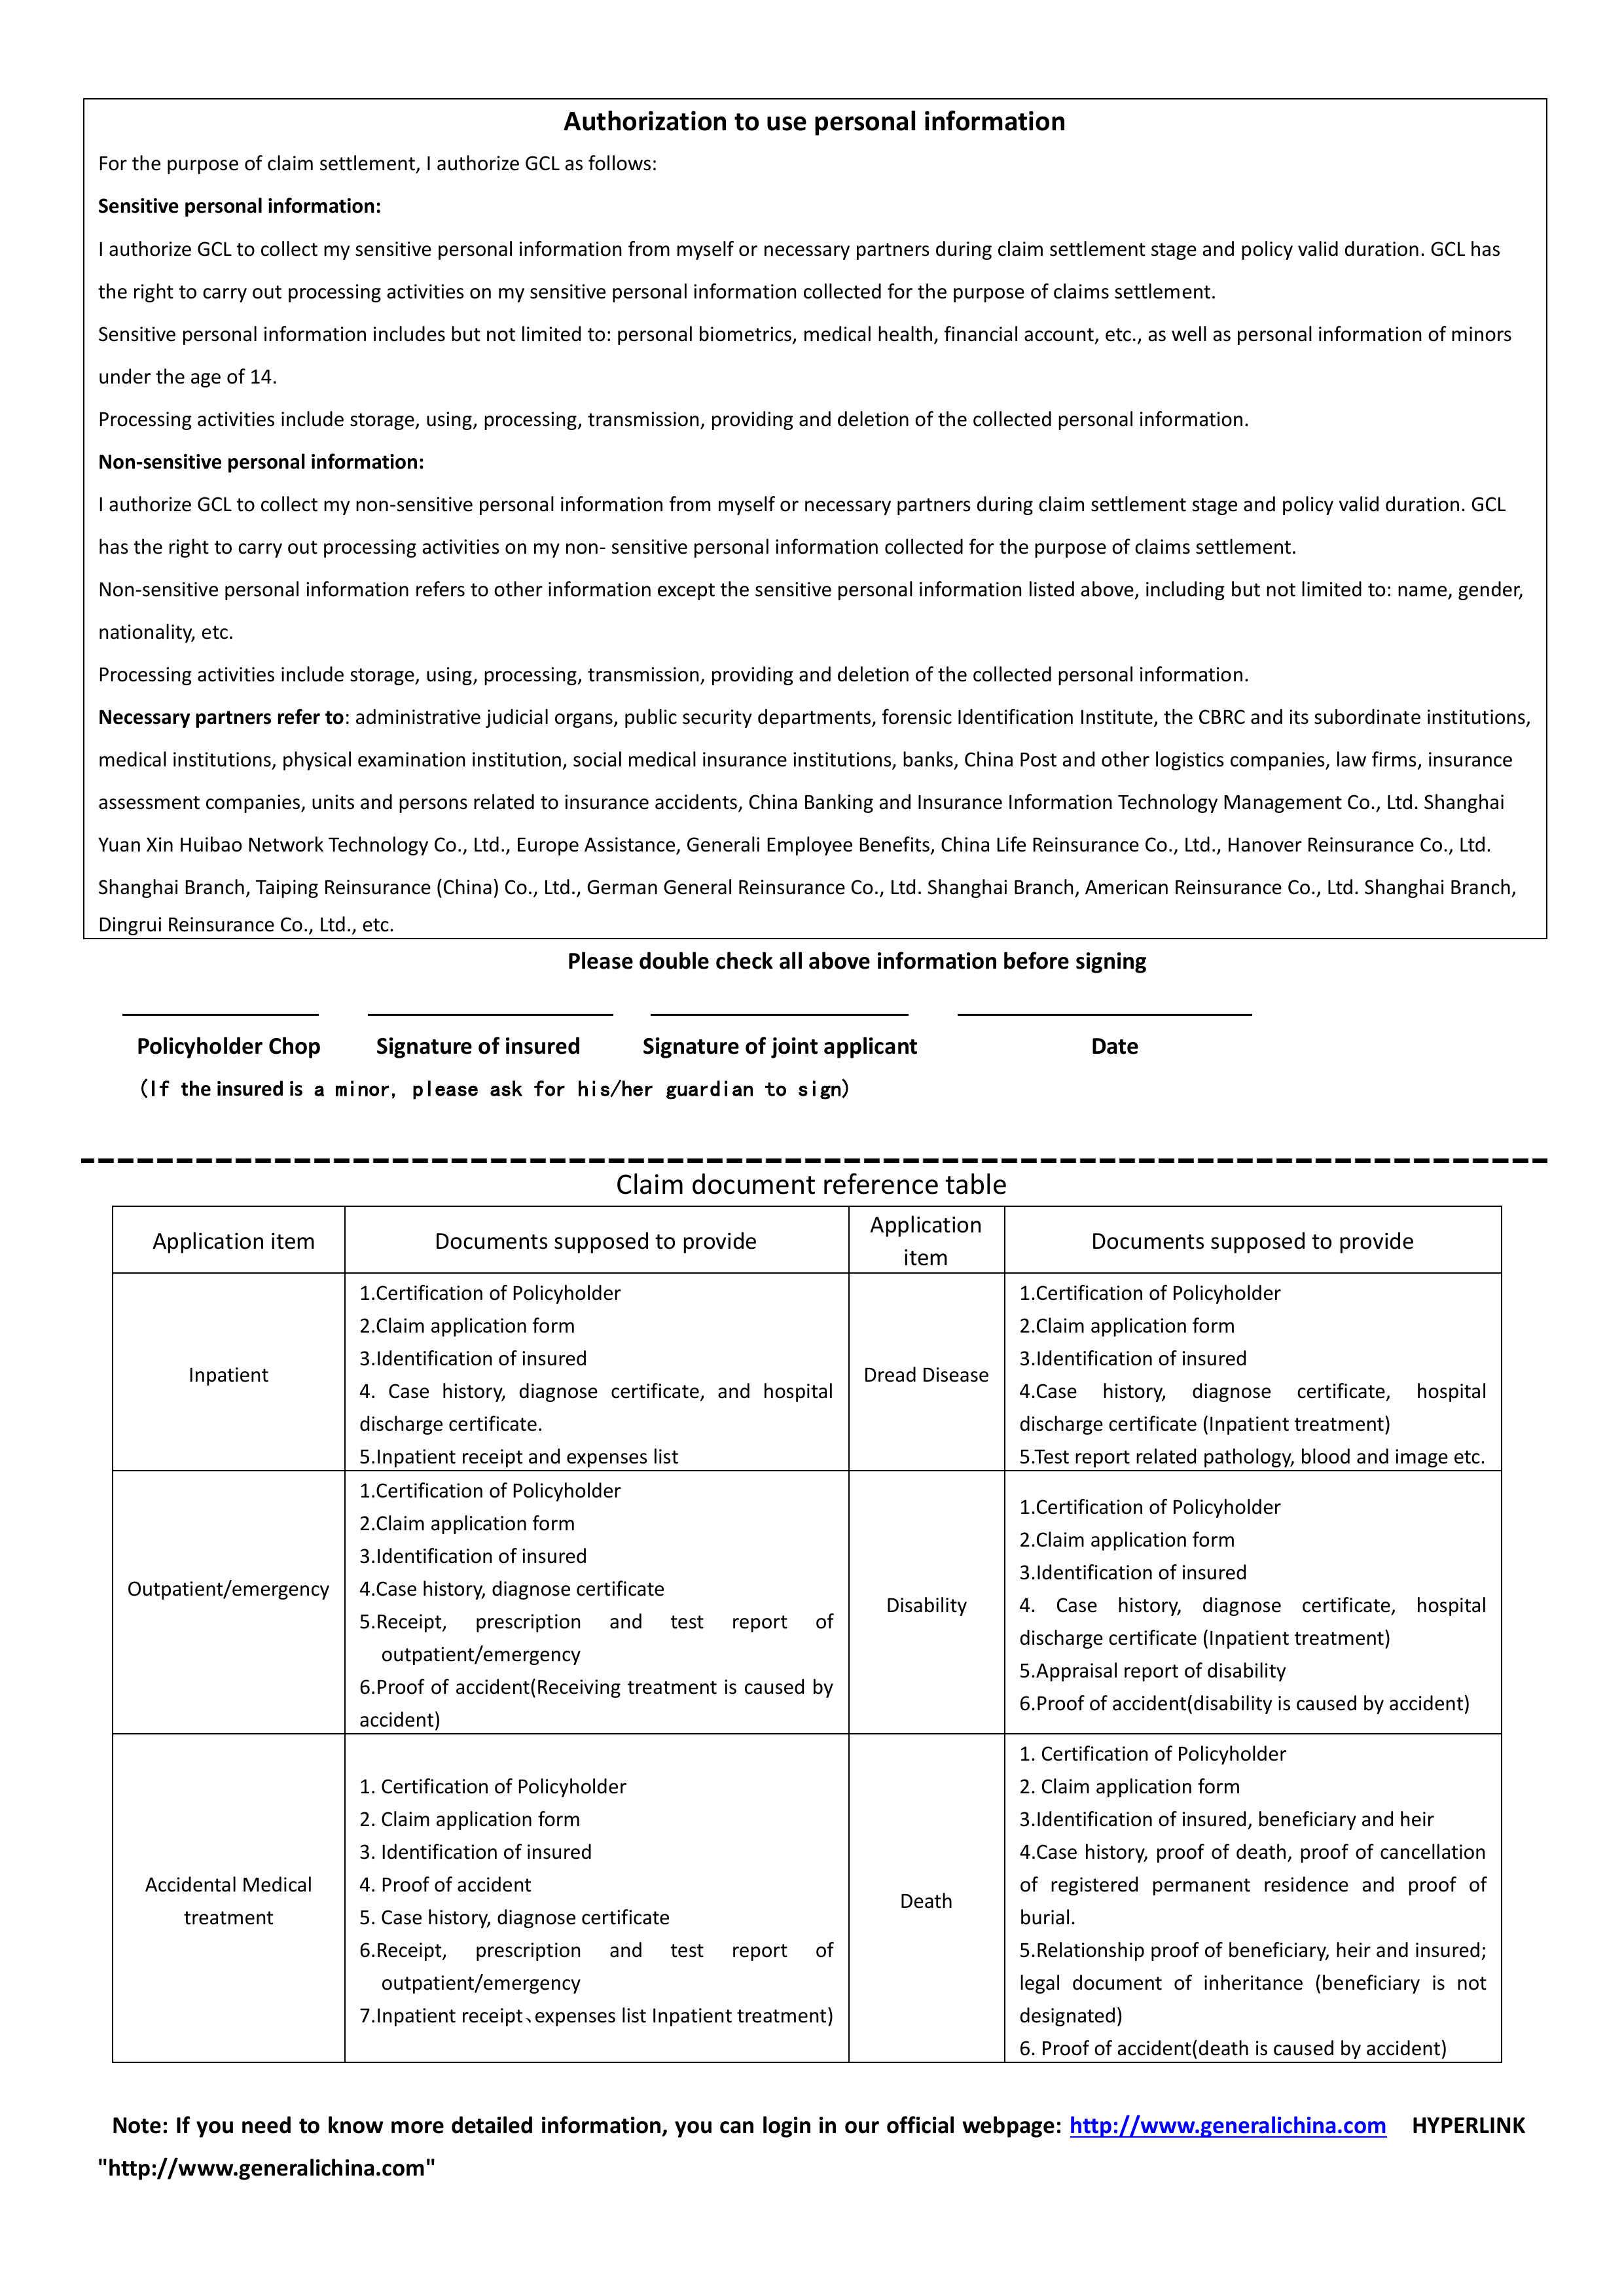 Authorization to use personal information
For the purpose of claim settlement, I authorize GCL as follows:
Sensitive personal information:
I authorize GCL to collect my sensitive personal information from myself or necessary partners during claim settlement stage and policy valid duration. GCL has
the right to carry out processing activities on my sensitive personal information collected for the purpose of claims settlement.
Sensitive personal information includes but not limited to: personal biometrics, medical health, financial account, etc., as well as personal information of minors
under the age of 14.
Processing activities include storage, using, processing, transmission, providing and deletion of the collected personal information.
Non-sensitive personal information:
I authorize GCL to collect my non-sensitive personal information from myself or necessary partners during claim settlement stage and policy valid duration. GCL
has the right to carry out processing activities on my non- sensitive personal information collected for the purpose of claims settlement.
Non-sensitive personal information refers to other information except the sensitive personal information listed above, including but not limited to: name, gender,
nationality, etc.
Processing activities include storage, using, processing, transmission, providing and deletion of the collected personal information.
Necessary partners refer to: administrative judicial organs, public security departments, forensic Identification Institute, the CBRC and its subordinate institutions,
medical institutions, physical examination institution, social medical insurance institutions, banks, China Post and other logistics companies, law firms, insurance
assessment companies, units and persons related to insurance accidents, China Banking and Insurance Information Technology Management Co., Ltd. Shanghai
Yuan Xin Huibao Network Technology Co., Ltd., Europe Assistance, Generali Employee Benefits, China Life Reinsurance Co., Ltd., Hanover Reinsurance Co., Ltd.
Shanghai Branch, Taiping Reinsurance (China) Co., Ltd., German General Reinsurance Co., Ltd. Shanghai Branch, American Reinsurance Co., Ltd. Shanghai Branch,
Dingrui Reinsurance Co., Ltd., etc.
Please double check all above information before signing
Policyholder Chop Signature of insured Signature of joint applicant Date
(If the insured is a minor, please ask for his/her guardian to sign)
Claim document reference table
Application item
Documents supposed to provide
Application
item
Documents supposed to provide
Inpatient
1.Certification of Policyholder
2.Claim application form
3.Identification of insured
4. Case history, diagnose certificate, and hospital
discharge certificate.
5.Inpatient receipt and expenses list
Dread Disease
1.Certification of Policyholder
2.Claim application form
3.Identification of insured
4.Case history, diagnose certificate, hospital
discharge certificate (Inpatient treatment)
5.Test report related pathology, blood and image etc.
Outpatient/emergency
1.Certification of Policyholder
2.Claim application form
3.Identification of insured
4.Case history, diagnose certificate
5.Receipt, prescription and test report of
outpatient/emergency
6.Proof of accident(Receiving treatment is caused by
accident)
Disability
1.Certification of Policyholder
2.Claim application form
3.Identification of insured
4. Case history, diagnose certificate, hospital
discharge certificate (Inpatient treatment)
5.Appraisal report of disability
6.Proof of accident(disability is caused by accident)
Accidental Medical
treatment
1. Certification of Policyholder
2. Claim application form
3. Identification of insured
4. Proof of accident
5. Case history, diagnose certificate
6.Receipt, prescription and test report of
outpatient/emergency
7.Inpatient receipt、expenses list Inpatient treatment)
Death
1. Certification of Policyholder
2. Claim application form
3.Identification of insured, beneficiary and heir
4.Case history, proof of death, proof of cancellation
of registered permanent residence and proof of
burial.
5.Relationship proof of beneficiary, heir and insured;
legal document of inheritance (beneficiary is not
designated)
6. Proof of accident(death is caused by accident)
Note: If you need to know more detailed information, you can login in our official webpage: http://www.generalichina.com HYPERLINK
"http://www.generalichina.com"